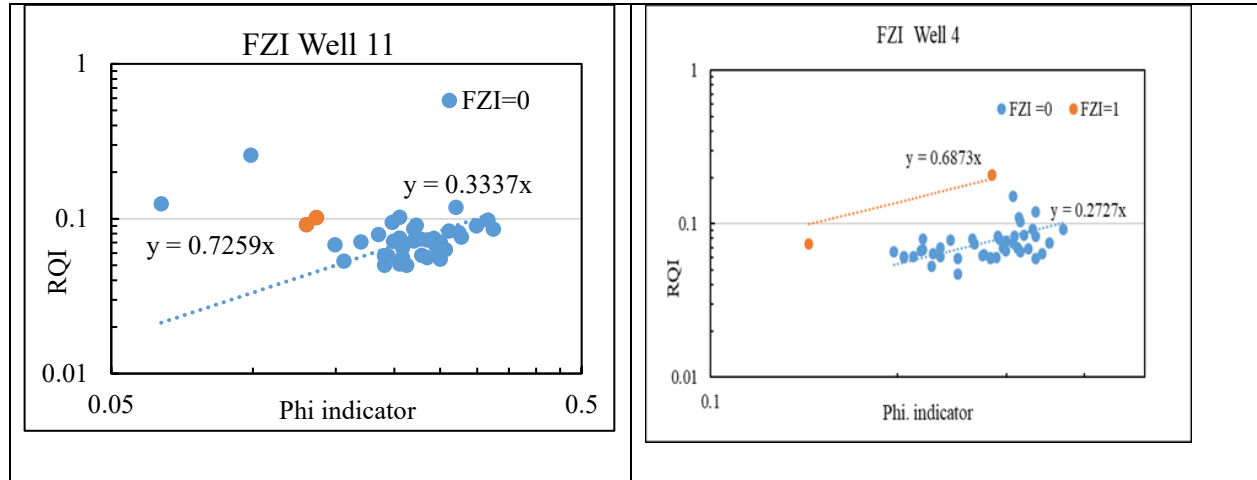 FZI Well 11
1
FZI=0
y = 0.3337x
0.1
y = 0.7259x
RQI
0.01
0.05
Phi indicator
0.5
FZI Well 4
1
FZI =0
FZI=1
y = 0.6873x
y = 0.2727x
0.1
RQI
0.01
0.1
Phi. indicator